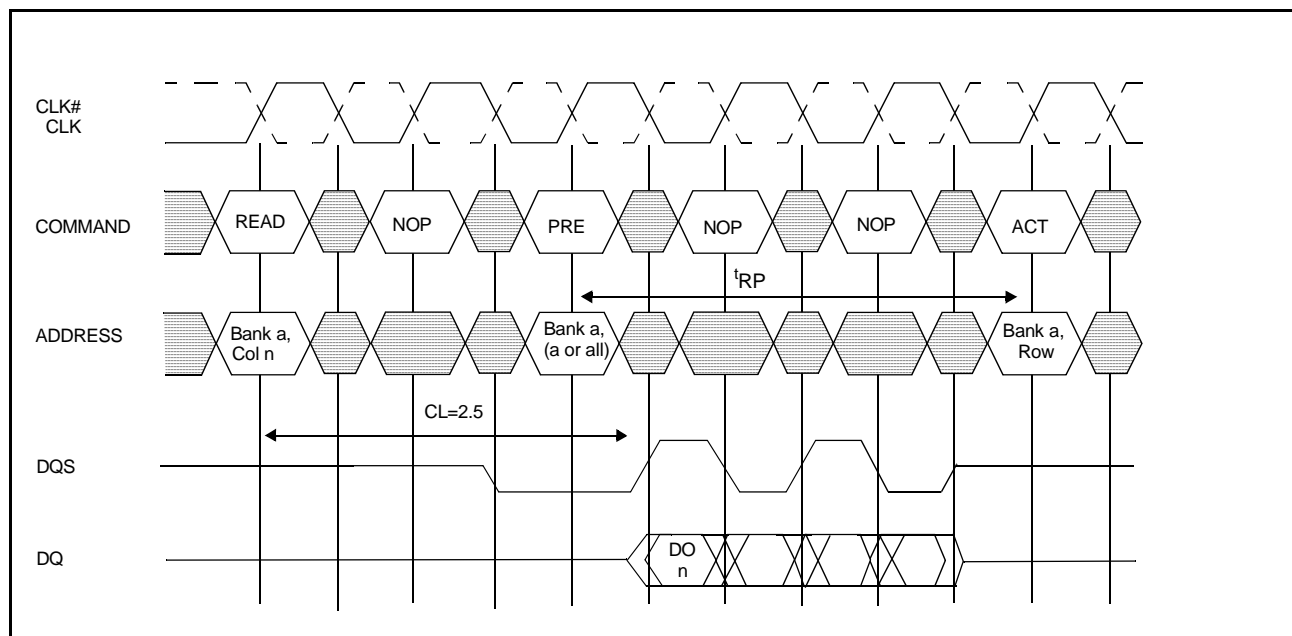 CLK#
CLK
COMMAND
READ
NOP
PRE
NOP
NOP
ACT
tRP
ADDRESS
Bank a,
Col n
Bank a,
(a or all)
Bank a,
Row
CL=2.5
DQS
DQ
DO
n